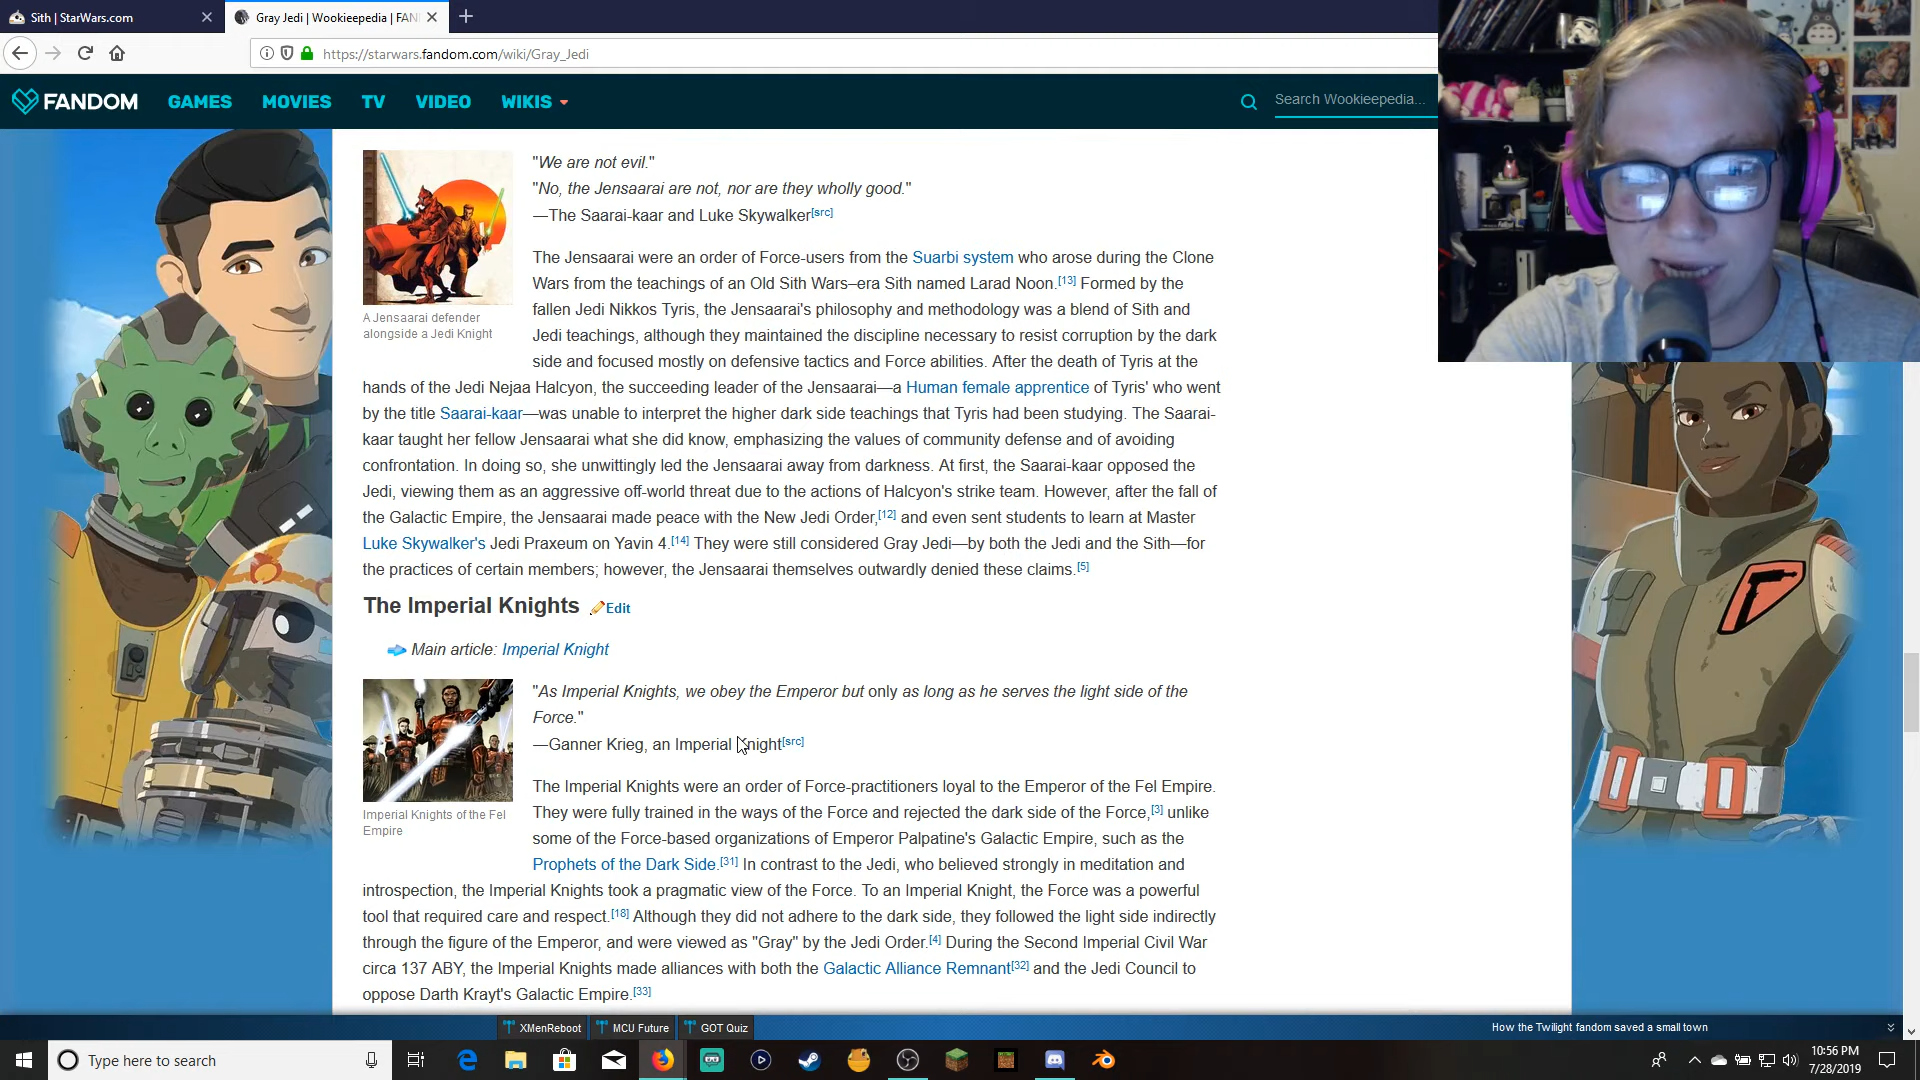 Sith | StarWars.com
Gray Jedi | Wookieepedia | FAN
https://starwars.fandom.com/wiki/Gray_Jedi
FANDOM GAMES MOVIES TV VIDEO WIKIS
Search Wookieepedia...
"We are not evil."
"No, the Jensaarai are not, nor are they wholly good."
—The Saarai-kaar and Luke Skywalker[src]
A Jensaarai defender
alongside a Jedi Knight
The Jensaarai were an order of Force-users from the Suarbi system who arose during the Clone
Wars from the teachings of an Old Sith Wars–era Sith named Larad Noon.[13] Formed by the
fallen Jedi Nikkos Tyris, the Jensaarai's philosophy and methodology was a blend of Sith and
Jedi teachings, although they maintained the discipline necessary to resist corruption by the dark
side and focused mostly on defensive tactics and Force abilities. After the death of Tyris at the
hands of the Jedi Nejaa Halcyon, the succeeding leader of the Jensaarai—a Human female apprentice of Tyris' who went
by the title Saarai-kaar—was unable to interpret the higher dark side teachings that Tyris had been studying. The Saarai-
kaar taught her fellow Jensaarai what she did know, emphasizing the values of community defense and of avoiding
confrontation. In doing so, she unwittingly led the Jensaarai away from darkness. At first, the Saarai-kaar opposed the
Jedi, viewing them as an aggressive off-world threat due to the actions of Halcyon's strike team. However, after the fall of
the Galactic Empire, the Jensaarai made peace with the New Jedi Order,[12] and even sent students to learn at Master
Luke Skywalker's Jedi Praxeum on Yavin 4.[14] They were still considered Gray Jedi—by both the Jedi and the Sith—for
the practices of certain members; however, the Jensaarai themselves outwardly denied these claims.[5]
The Imperial Knights Edit
Main article: Imperial Knight
"As Imperial Knights, we obey the Emperor but only as long as he serves the light side of the
Force."
—Ganner Krieg, an Imperial Knight[src]
Imperial Knights of the Fel
Empire
The Imperial Knights were an order of Force-practitioners loyal to the Emperor of the Fel Empire.
They were fully trained in the ways of the Force and rejected the dark side of the Force,[3] unlike
some of the Force-based organizations of Emperor Palpatine's Galactic Empire, such as the
Prophets of the Dark Side.[31] In contrast to the Jedi, who believed strongly in meditation and
introspection, the Imperial Knights took a pragmatic view of the Force. To an Imperial Knight, the Force was a powerful
tool that required care and respect.[18] Although they did not adhere to the dark side, they followed the light side indirectly
through the figure of the Emperor, and were viewed as "Gray" by the Jedi Order.[4] During the Second Imperial Civil War
circa 137 ABY, the Imperial Knights made alliances with both the Galactic Alliance Remnant[32] and the Jedi Council to
oppose Darth Krayt's Galactic Empire.[33]
XMenReboot MCU Future GOT Quiz
How the Twilight fandom saved a small town
Type here to search
10:56 PM
7/28/2019